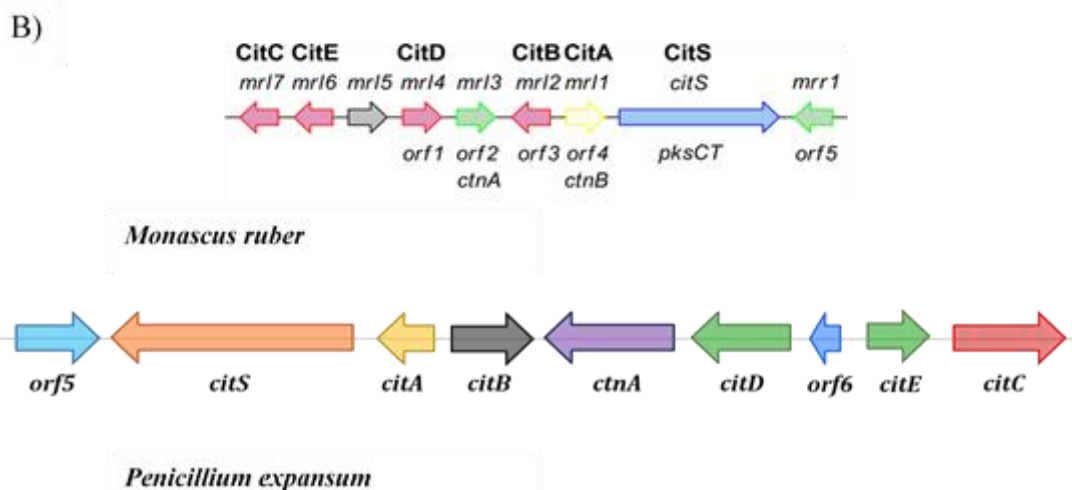 B)
CitC CitE CitD CitB CitA CitS
mrl7 mrl6 mrl5 mrl4 mrl3 mrl2 mrl1 citS mrr1
orf1 orf2 orf3 orf4 pksCT orf5
ctnA ctnB
Monascus ruber
orf5 citS citA citB ctnA citD orf6 citE citC
Penicillium expansum